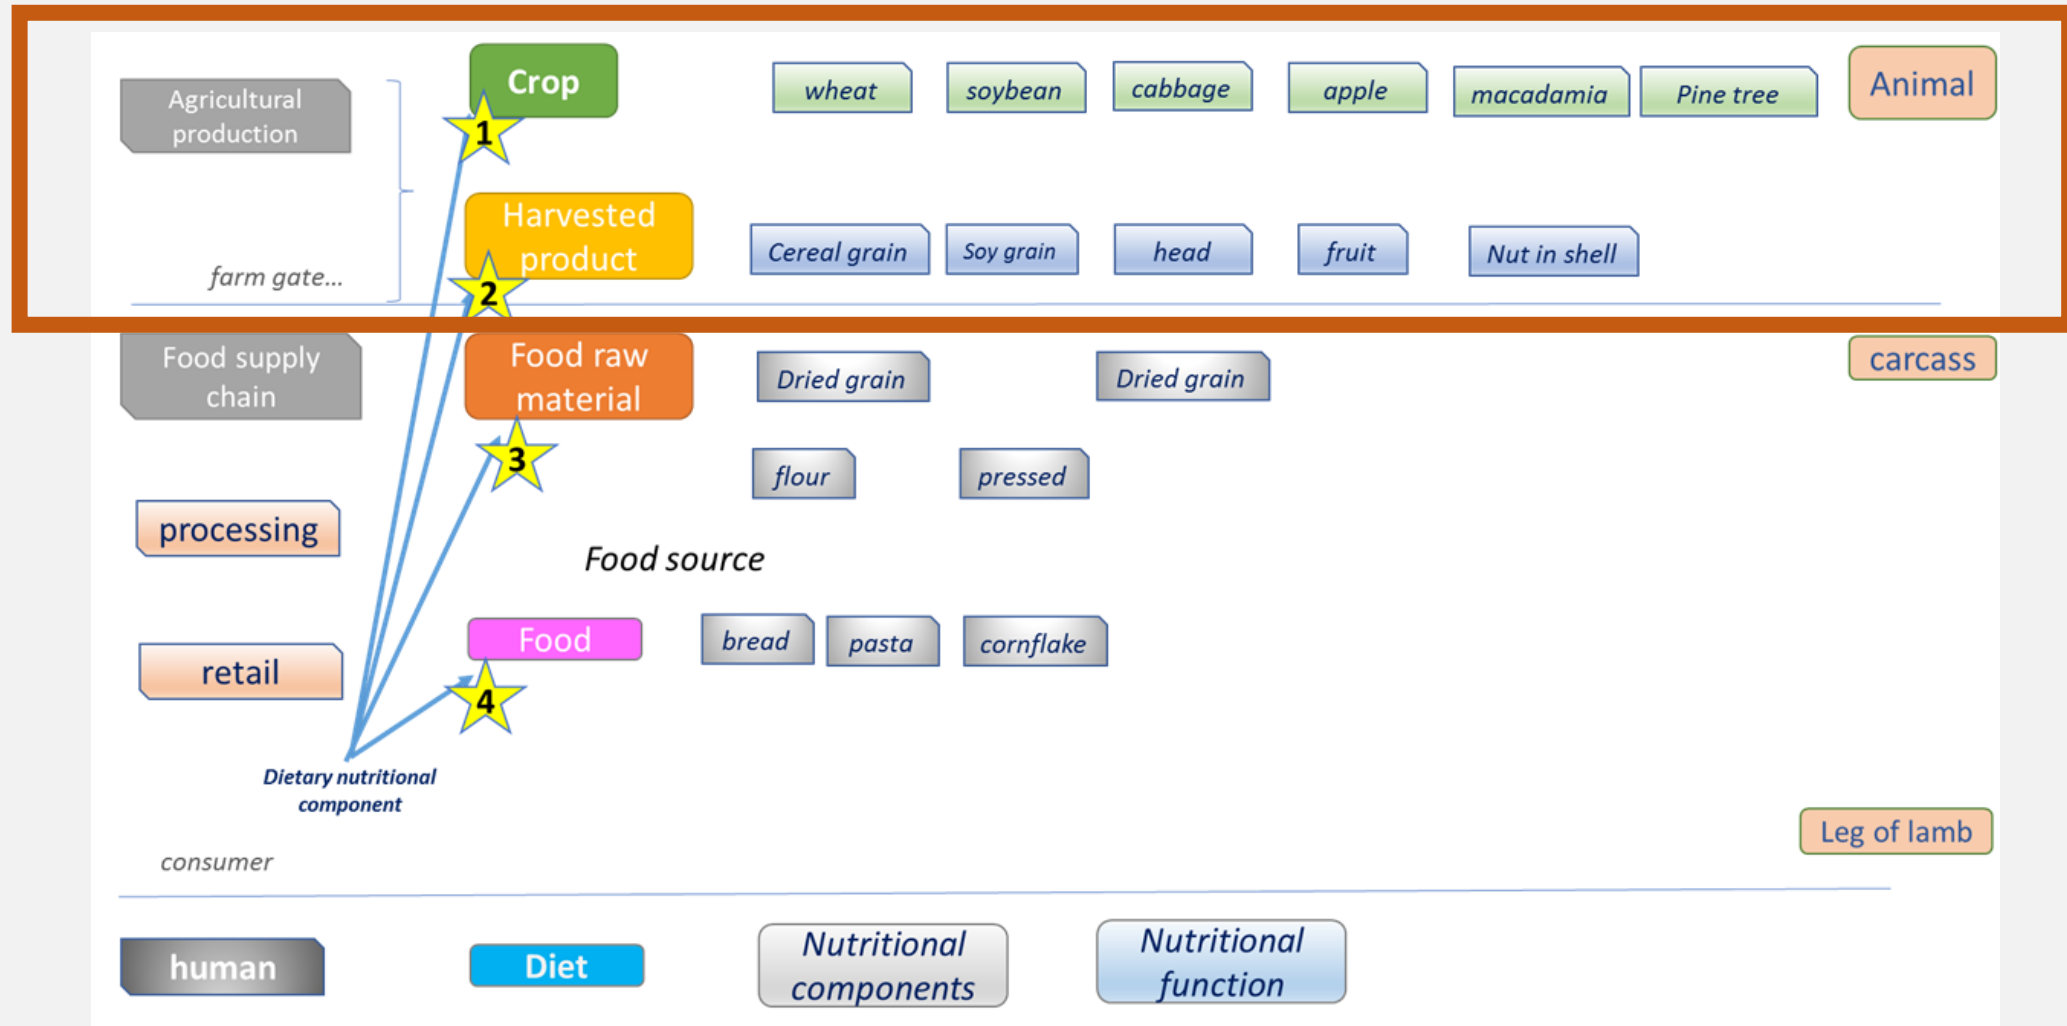 Agricultural
production
Crop
1
wheat
soybean
cabbage
apple
macadamia
Pine tree
Animal
farm gate...
Harvested
product
2
Cereal grain
Soy grain
head
fruit
Nut in shell
Food supply
chain
Food raw
material
3
Dried grain
Dried grain
carcass
flour
pressed
processing
Food source
retail
Food
4
bread
pasta
cornflake
Dietary nutritional
component
Leg of lamb
consumer
human
Diet
Nutritional
components
Nutritional
function